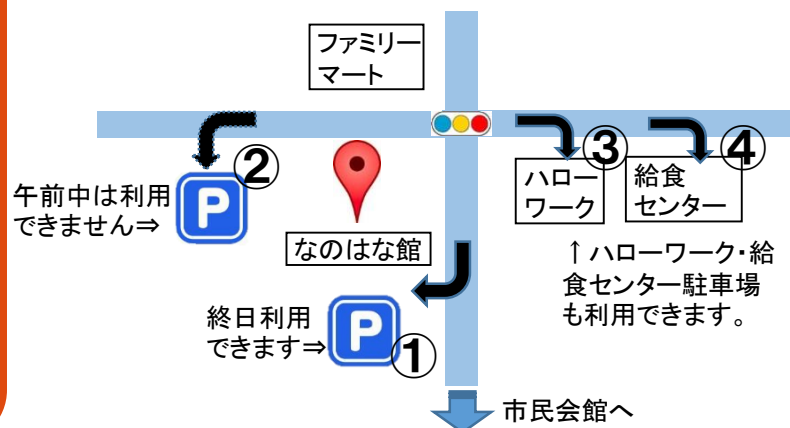 ファミリー
マート
②
③
④
午前中は利用
できません⇒
P
ハロー
ワーク
給食
センター
なのはな館
↑ハローワーク・給
食センター駐車場
も利用できます。
終日利用
できます⇒
P
①
市民会館へ